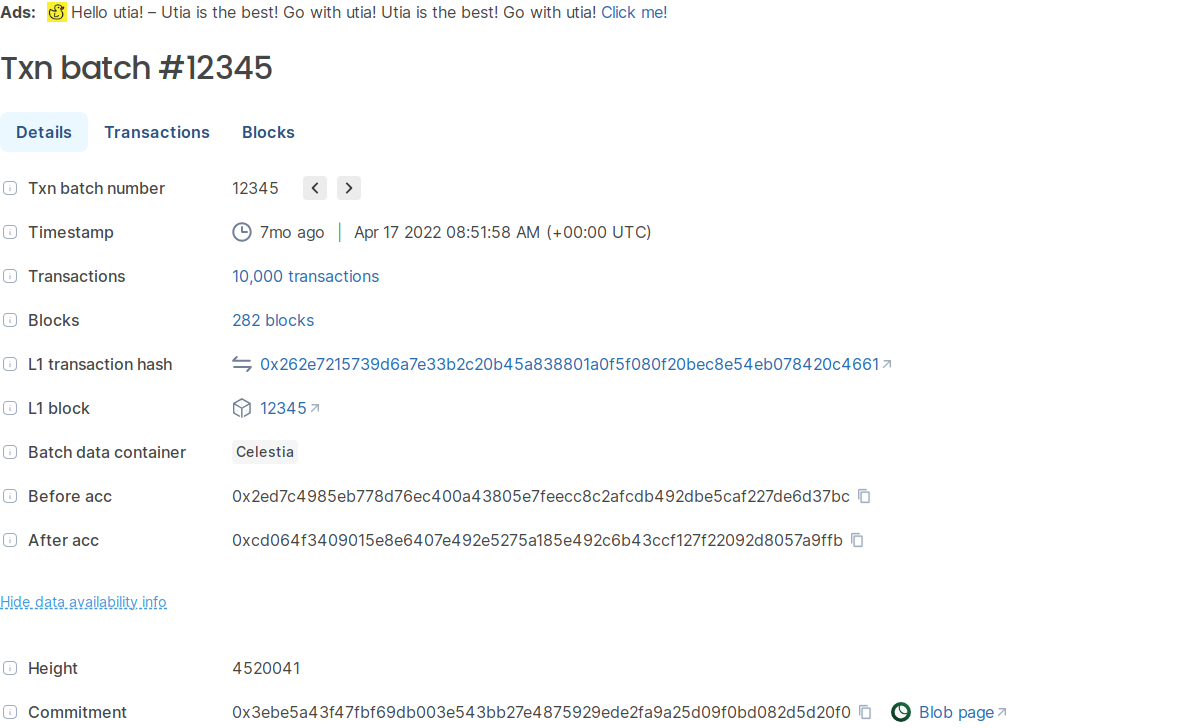 Ads: Hello utia! – Utia is the best! Go with utia! Utia is the best! Go with utia! Click me!
Txn batch #12345
Details Transactions Blocks
Txn batch number 12345
Timestamp 7mo ago | Apr 17 2022 08:51:58 AM (+00:00 UTC)
Transactions 10,000 transactions
Blocks 282 blocks
L1 transaction hash 0x262e7215739d6a7e33b2c20b45a838801a0f5f080f20bec8e54eb078420c4661
L1 block 12345
Batch data container Celestia
Before acc 0x2ed7c4985eb778d76ec400a43805e7feecc8c2afcdb492dbe5caf227de6d37bc
After acc 0xcd064f3409015e8e6407e492e5275a185e492c6b43ccf127f22092d8057a9ffb
Hide data availability info
Height 4520041
Commitment 0x3ebe5a43f47fbf69db003e543bb27e4875929ede2fa9a25d09f0bd082d5d20f0 Blob page